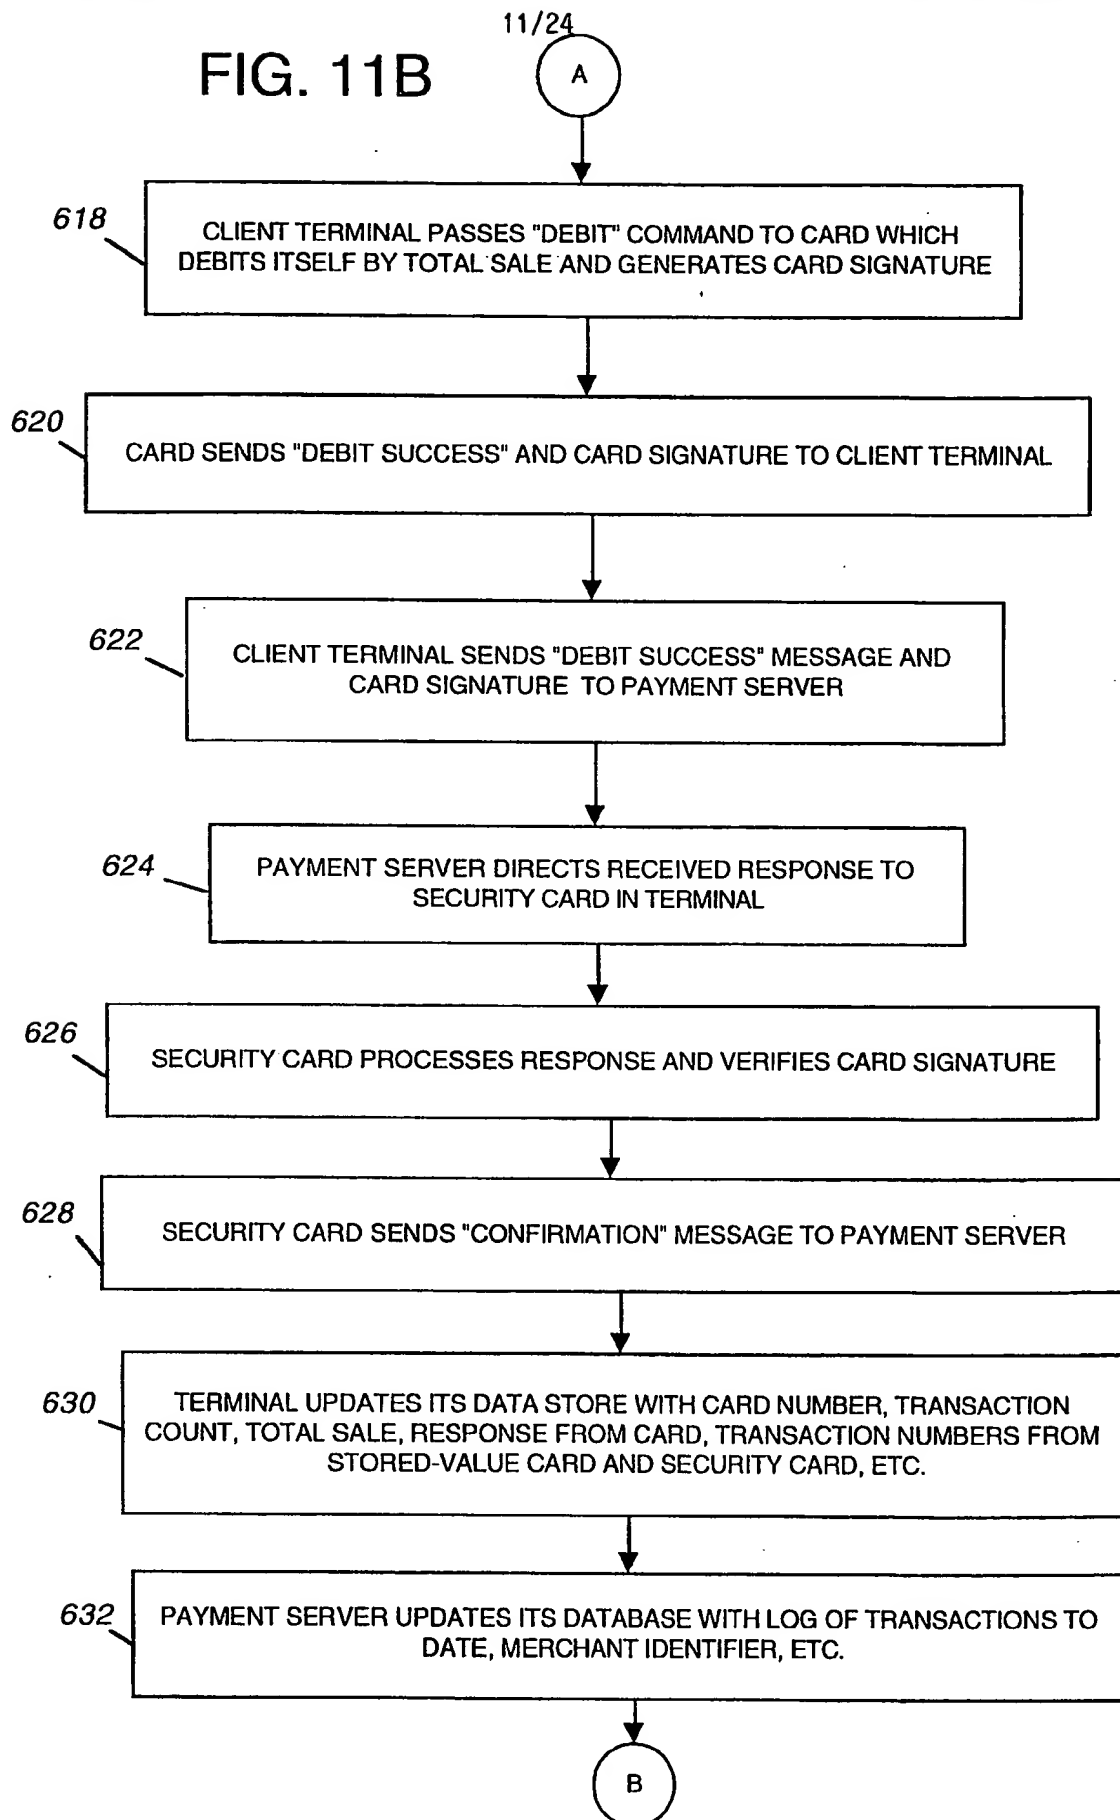 11/24
FIG. 11B
A
618
CLIENT TERMINAL PASSES "DEBIT" COMMAND TO CARD WHICH
DEBITS ITSELF BY TOTAL SALE AND GENERATES CARD SIGNATURE
620
CARD SENDS "DEBIT SUCCESS" AND CARD SIGNATURE TO CLIENT TERMINAL
622
CLIENT TERMINAL SENDS "DEBIT SUCCESS" MESSAGE AND
CARD SIGNATURE TO PAYMENT SERVER
624
PAYMENT SERVER DIRECTS RECEIVED RESPONSE TO
SECURITY CARD IN TERMINAL
626
SECURITY CARD PROCESSES RESPONSE AND VERIFIES CARD SIGNATURE
628
SECURITY CARD SENDS "CONFIRMATION" MESSAGE TO PAYMENT SERVER
630
TERMINAL UPDATES ITS DATA STORE WITH CARD NUMBER, TRANSACTION
COUNT, TOTAL SALE, RESPONSE FROM CARD, TRANSACTION NUMBERS FROM
STORED-VALUE CARD AND SECURITY CARD, ETC.
632
PAYMENT SERVER UPDATES ITS DATABASE WITH LOG OF TRANSACTIONS TO
DATE, MERCHANT IDENTIFIER, ETC.
B